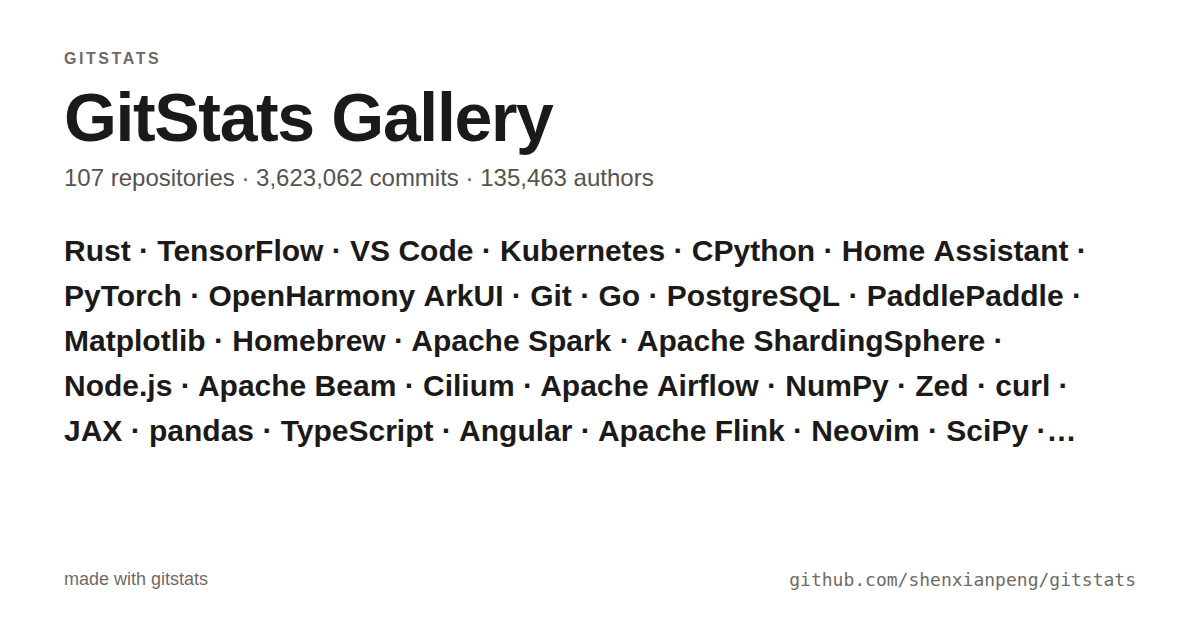 GITSTATS
GitStats Gallery
107 repositories · 3,623,062 commits · 135,463 authors
Rust · TensorFlow · VS Code · Kubernetes · CPython · Home Assistant ·
PyTorch · OpenHarmony ArkUI · Git · Go · PostgreSQL · PaddlePaddle ·
Matplotlib · Homebrew · Apache Spark · Apache ShardingSphere ·
Node.js · Apache Beam · Cilium · Apache Airflow · NumPy · Zed · curl ·
JAX · pandas · TypeScript · Angular · Apache Flink · Neovim · SciPy ·…
made with gitstats
github.com/shenxianpeng/gitstats